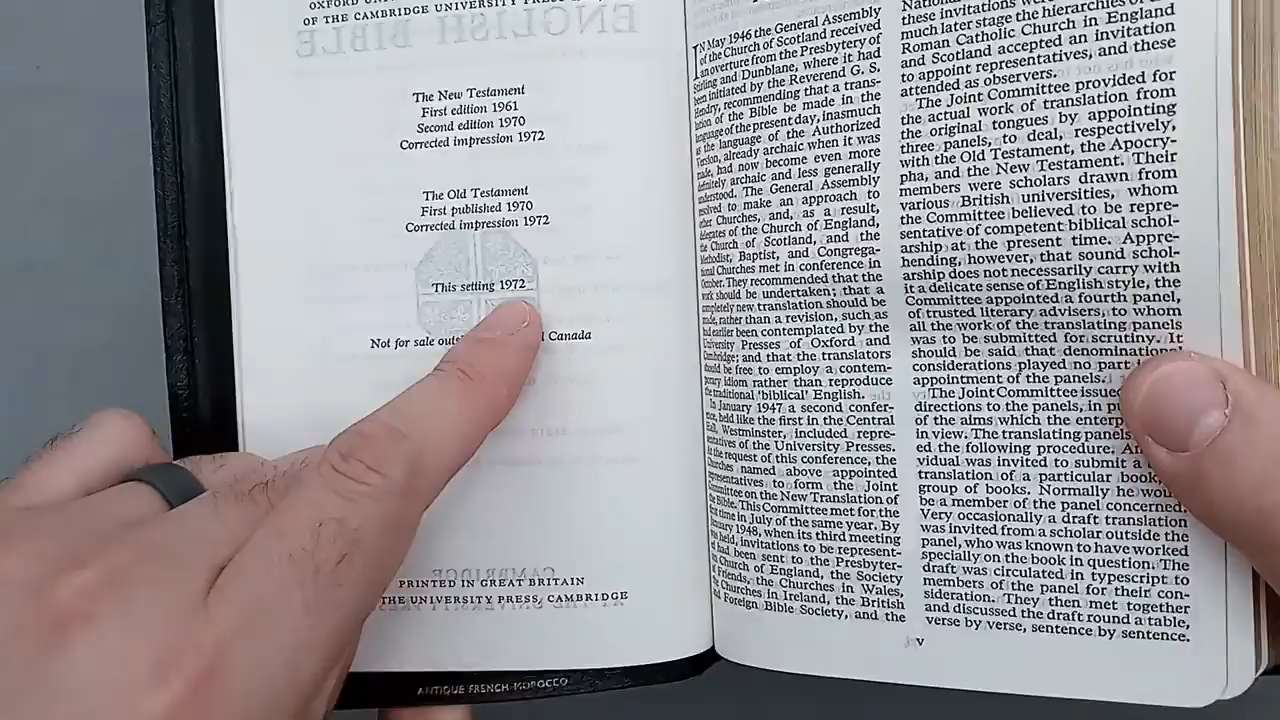 OXFORD
OF THE CAMBRIDGE UNIVERSITY PRESS
ENGLISH BIBLE
The New Testament
First edition 1961
Second edition 1970
Corrected impression 1972
The Old Testament
First published 1970
Corrected impression 1972
This setting 1972
Not for sale Canada
CAMBRIDGE
PRINTED IN GREAT BRITAIN
THE UNIVERSITY PRESS, CAMBRIDGE
ANTIQUE FRENCH MOROCCO
IN May 1946 the General Assembly
of the Church of Scotland received
an overture from the Presbytery of
Stirling and Dunblane, where it had
been initiated by the Reverend G. S.
Hendry, recommending that a trans-
lation of the Bible be made in the
language of the present day, inasmuch
as the language of the Authorized
Version, already archaic when it was
made, had now become even more
definitely archaic and less generally
understood. The General Assembly
resolved to make an approach to
other Churches, and, as a result,
delegates of the Church of England,
the Church of Scotland, and the
Methodist, Baptist, and Congrega-
tional Churches met in conference in
October. They recommended that the
work should be undertaken; that a
completely new translation should be
made, rather than a revision, such as
had earlier been contemplated by the
University Presses of Oxford and
Cambridge; and that the translators
should be free to employ a contem-
porary idiom rather than reproduce
the traditional 'biblical' English.
In January 1947 a second confer-
ence, held like the first in the Central
Hall, Westminster, included repre-
sentatives of the University Presses.
At the request of this conference, the
Churches named above appointed
representatives to form the Joint
Committee on the New Translation of
the Bible. This Committee met for the
first time in July of the same year. By
January 1948, when its third meeting
was held, invitations to be represent-
ed had been sent to the Presbyter-
Church of England, the Society
of Friends, the Churches in Wales,
Churches in Ireland, the British
Foreign Bible Society, and the
these invitations were
much later stage the hierarchies of
Roman Catholic Church in England
and Scotland accepted an invitation
to appoint representatives, and these
attended as observers.
The Joint Committee provided for
the actual work of translation from
the original tongues by appointing
three panels, to deal, respectively,
with the Old Testament, the Apocry-
pha, and the New Testament. Their
members were scholars drawn from
various British universities, whom
the Committee believed to be repre-
sentative of competent biblical schol-
arship at the present time. Appre-
hending, however, that sound schol-
arship does not necessarily carry with
it a delicate sense of English style, the
Committee appointed a fourth panel,
of trusted literary advisers, to whom
all the work of the translating panels
was to be submitted for scrutiny. It
should be said that denominational
considerations played no part
appointment of the panels.
The Joint Committee issued
directions to the panels, in
of the aims which the
in view. The translating panels
ed the following procedure. An
vidual was invited to submit a
translation of a particular book,
group of books. Normally he would
be a member of the panel concerned.
Very occasionally a draft translation
was invited from a scholar outside the
panel, who was known to have worked
specially on the book in question. The
draft was circulated in typescript to
members of the panel for their con-
sideration. They then met together
and discussed the draft round a table,
verse by verse, sentence by sentence.
v